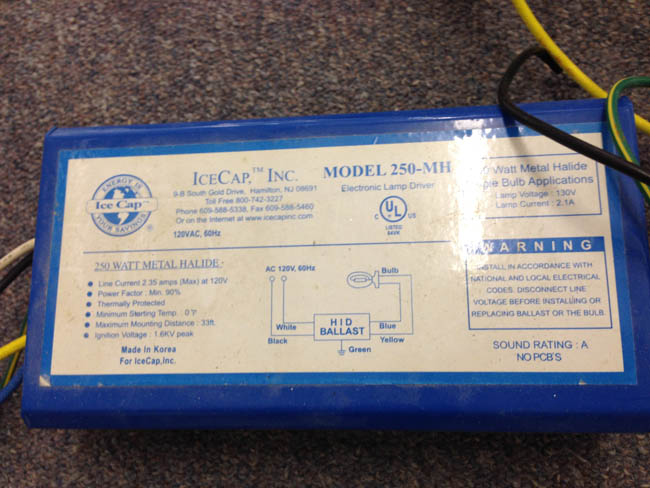 ENERGY IS
Ice Cap™
YOUR SAVINGS
®
ICECAP,™ INC.
9-B South Gold Drive, Hamilton, NJ 08691
Toll Free 800-742-3227
Phone 609-588-5338, Fax 609-588-5460
Or on the Internet at www.icecapinc.com
120VAC, 60Hz
MODEL 250-MH
Electronic Lamp Driver
C UL US
LISTED
Watt Metal Halide
Bulb Applications
Lamp Voltage : 130V
Lamp Current : 2.1A
250 WATT METAL HALIDE :
Line Current 2.35 amps (Max) at 120V
Power Factor : Min. 90%
Thermally Protected
Minimum Starting Temp. : 0°F
Maximum Mounting Distance : 33ft.
Ignition Voltage : 1.6KV peak
Made In Korea
For IceCap,Inc.
AC 120V, 60Hz
Bulb
White
Black
HID
BALLAST
Blue
Yellow
Green
WARNING
INSTALL IN ACCORDANCE WITH
NATIONAL AND LOCAL ELECTRICAL
CODES. DISCONNECT LINE
VOLTAGE BEFORE INSTALLING OR
REPLACING BALLAST OR THE BULB.
SOUND RATING : A
NO PCB'S